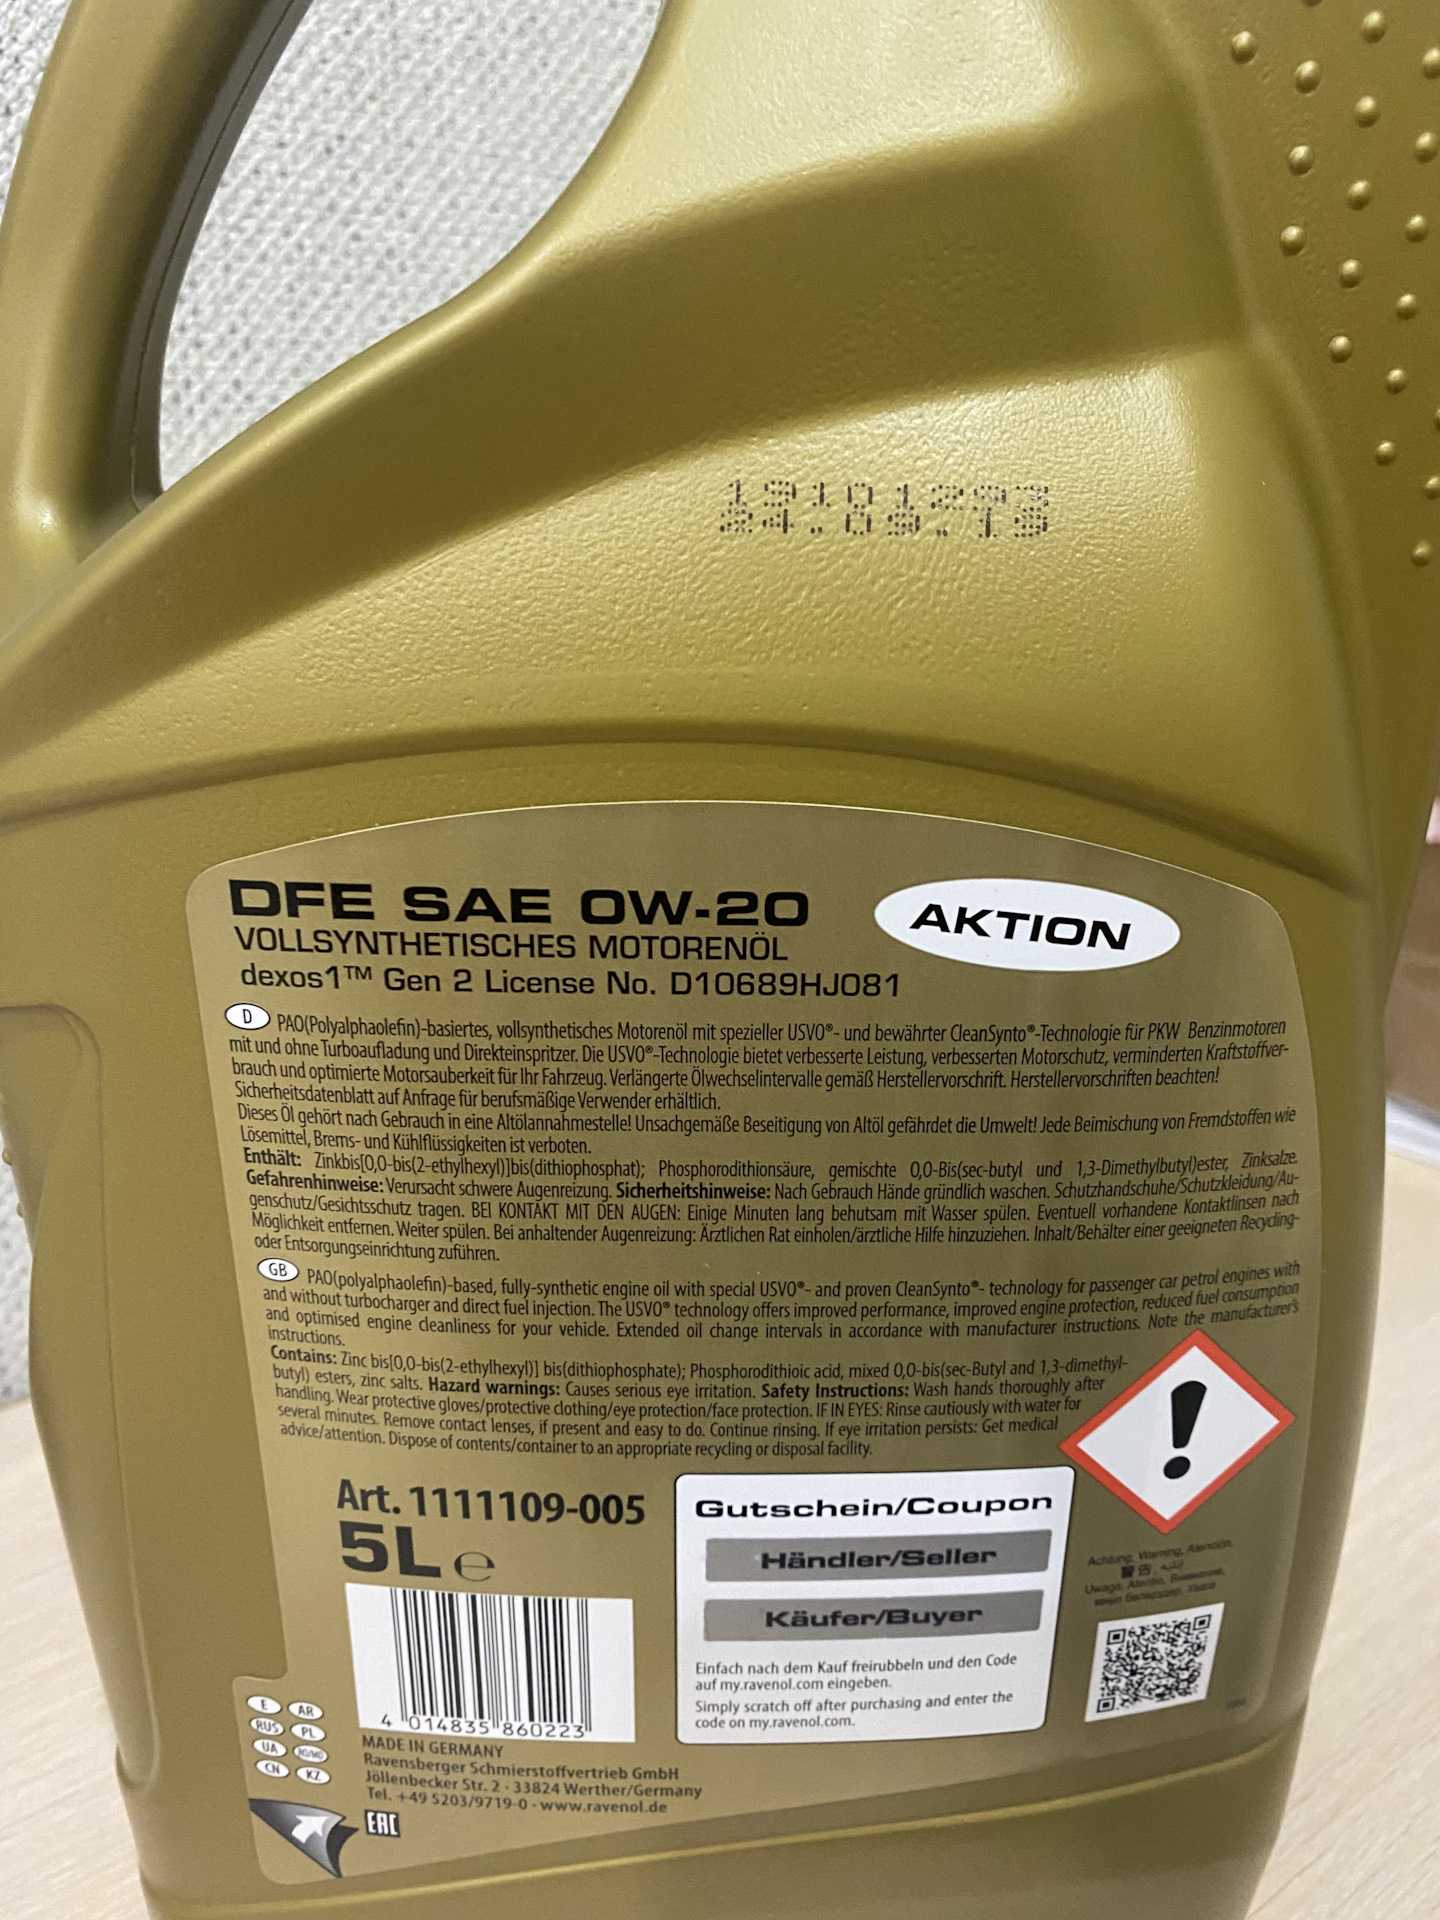 DFE SAE 0W-20
AKTION
VOLLSYNTHETISCHES MOTORENÖL
dexos1™ Gen 2 License No. D10689HJ081
D PAO(Polyalphaolefin)-basiertes, vollsynthetisches Motorenöl mit spezieller USVO®- und bewährter CleanSynto®-Technologie für PKW Benzinmotoren
mit und ohne Turboaufladung und Direkteinspritzer. Die USVO®-Technologie bietet verbesserte Leistung, verbesserten Motorschutz, verminderten Kraftstoffver-
brauch und optimierte Motorsauberkeit für Ihr Fahrzeug. Verlängerte Ölwechselintervalle gemäß Herstellervorschrift. Herstellervorschriften beachten!
Sicherheitsdatenblatt auf Anfrage für berufsmäßige Verwender erhältlich.
Dieses Öl gehört nach Gebrauch in eine Altölannahmestelle! Unsachgemäße Beseitigung von Altöl gefährdet die Umwelt! Jede Beimischung von Fremdstoffen wie
Lösemittel, Brems- und Kühlflüssigkeiten ist verboten.
Enthält: Zinkbis[O,O-bis(2-ethylhexyl)]bis(dithiophosphat); Phosphorodithionsäure, gemischte O,O-Bis(sec-butyl und 1,3-Dimethylbutyl)ester, Zinksalze.
Gefahrenhinweise: Verursacht schwere Augenreizung. Sicherheitshinweise: Nach Gebrauch Hände gründlich waschen. Schutzhandschuhe/Schutzkleidung/Au-
genschutz/Gesichtsschutz tragen. BEI KONTAKT MIT DEN AUGEN: Einige Minuten lang behutsam mit Wasser spülen. Eventuell vorhandene Kontaktlinsen nach
Möglichkeit entfernen. Weiter spülen. Bei anhaltender Augenreizung: Ärztlichen Rat einholen/ärztliche Hilfe hinzuziehen. Inhalt/Behälter einer geeigneten Recycling-
oder Entsorgungseinrichtung zuführen.
GB PAO(polyalphaolefin)-based, fully-synthetic engine oil with special USVO®- and proven CleanSynto®- technology for passenger car petrol engines with
and without turbocharger and direct fuel injection. The USVO® technology offers improved performance, improved engine protection, reduced fuel consumption
and optimised engine cleanliness for your vehicle. Extended oil change intervals in accordance with manufacturer instructions. Note the manufacturer's
instructions.
Contains: Zinc bis[O,O-bis(2-ethylhexyl)] bis(dithiophosphate); Phosphorodithioic acid, mixed O,O-bis(sec-Butyl and 1,3-dimethyl-
butyl) esters, zinc salts. Hazard warnings: Causes serious eye irritation. Safety Instructions: Wash hands thoroughly after
handling. Wear protective gloves/protective clothing/eye protection/face protection. IF IN EYES: Rinse cautiously with water for
several minutes. Remove contact lenses, if present and easy to do. Continue rinsing. If eye irritation persists: Get medical
advice/attention. Dispose of contents/container to an appropriate recycling or disposal facility.
Art. 1111109-005
5L e
4 014835 860223
Gutschein/Coupon
Händler/Seller
Käufer/Buyer
Einfach nach dem Kauf freirubbeln und den Code
auf my.ravenol.com eingeben.
Simply scratch off after purchasing and enter the
code on my.ravenol.com.
Achtung, Warning, Atención,
警告,
Uwaga, Atenție, Внимание,
E AR
RUS PL
UA RO/MD
CN KZ
MADE IN GERMANY
Ravensberger Schmierstoffvertrieb GmbH
Jöllenbecker Str. 2 - 33824 Werther/Germany
Tel. +49 5203/9719-0 - www.ravenol.de
EAC